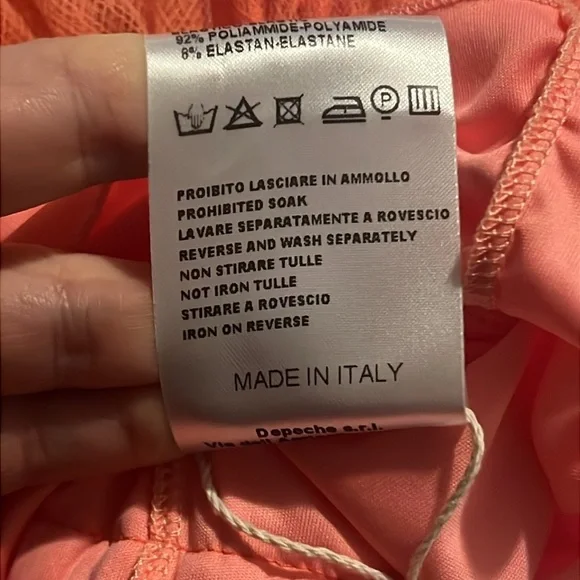 92% POLIAMMIDE-POLYAMIDE
8% ELASTAN-ELASTANE
P
PROIBITO LASCIARE IN AMMOLLO
PROHIBITED SOAK
LAVARE SEPARATAMENTE A ROVESCIO
REVERSE AND WASH SEPARATELY
NON STIRARE TULLE
NOT IRON TULLE
STIRARE A ROVESCIO
IRON ON REVERSE
MADE IN ITALY
Depeche s.r.l.
Via